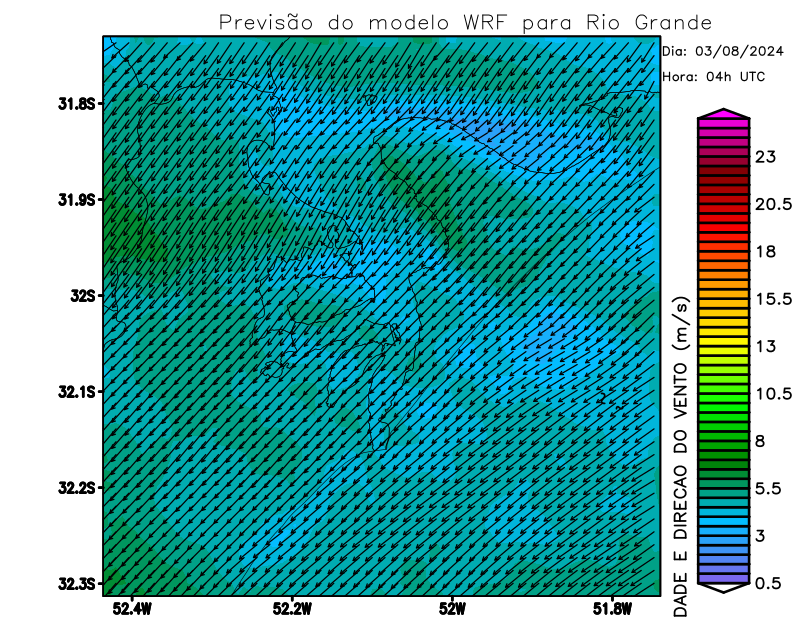 Previsão do modelo WRF para Rio Grande
Dia: 03/08/2024
Hora: 04h UTC
31.8S
31.9S
32S
32.1S
32.2S
32.3S
52.4W
52.2W
52W
51.8W
23
20.5
18
15.5
13
10.5
8
5.5
3
0.5
DADE E DIRECAO DO VENTO (m/s)